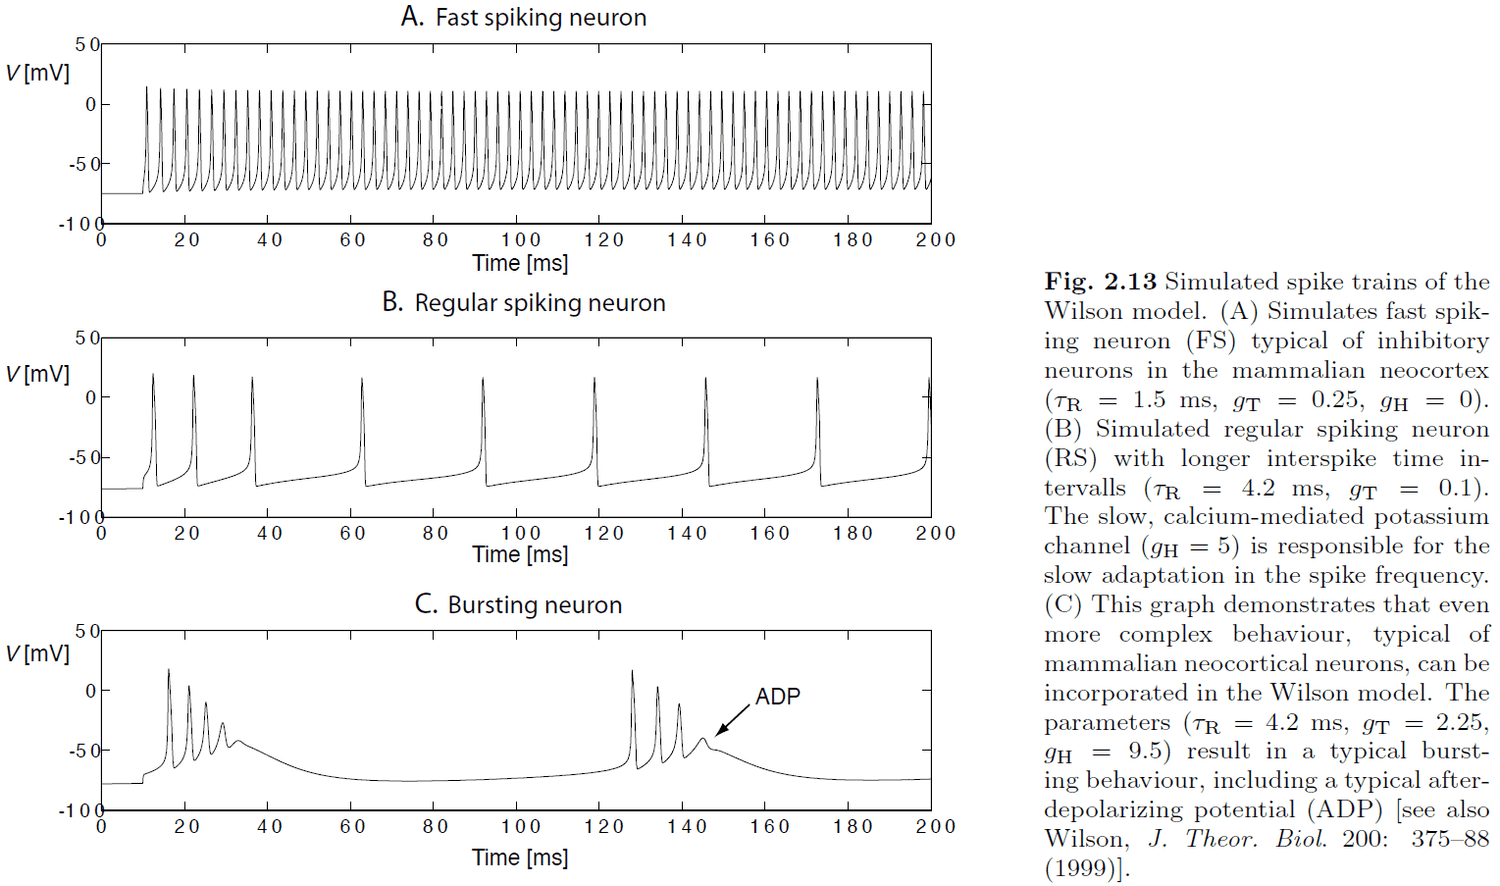 A. Fast spiking neuron
50
V [mV]
0
-50
-100
0 20 40 60 80 100 120 140 160 180 200
Time [ms]
B. Regular spiking neuron
50
V [mV]
0
-50
-100
0 20 40 60 80 100 120 140 160 180 200
Time [ms]
C. Bursting neuron
50
V [mV]
0
ADP
-50
-100
0 20 40 60 80 100 120 140 160 180 200
Time [ms]
Fig. 2.13 Simulated spike trains of the
Wilson model. (A) Simulates fast spik-
ing neuron (FS) typical of inhibitory
neurons in the mammalian neocortex
(τR = 1.5 ms, gT = 0.25, gH = 0).
(B) Simulated regular spiking neuron
(RS) with longer interspike time in-
tervalls (τR = 4.2 ms, gT = 0.1).
The slow, calcium-mediated potassium
channel (gH = 5) is responsible for the
slow adaptation in the spike frequency.
(C) This graph demonstrates that even
more complex behaviour, typical of
mammalian neocortical neurons, can be
incorporated in the Wilson model. The
parameters (τR = 4.2 ms, gT = 2.25,
gH = 9.5) result in a typical burst-
ing behaviour, including a typical after-
depolarizing potential (ADP) [see also
Wilson, J. Theor. Biol. 200: 375–88
(1999)].